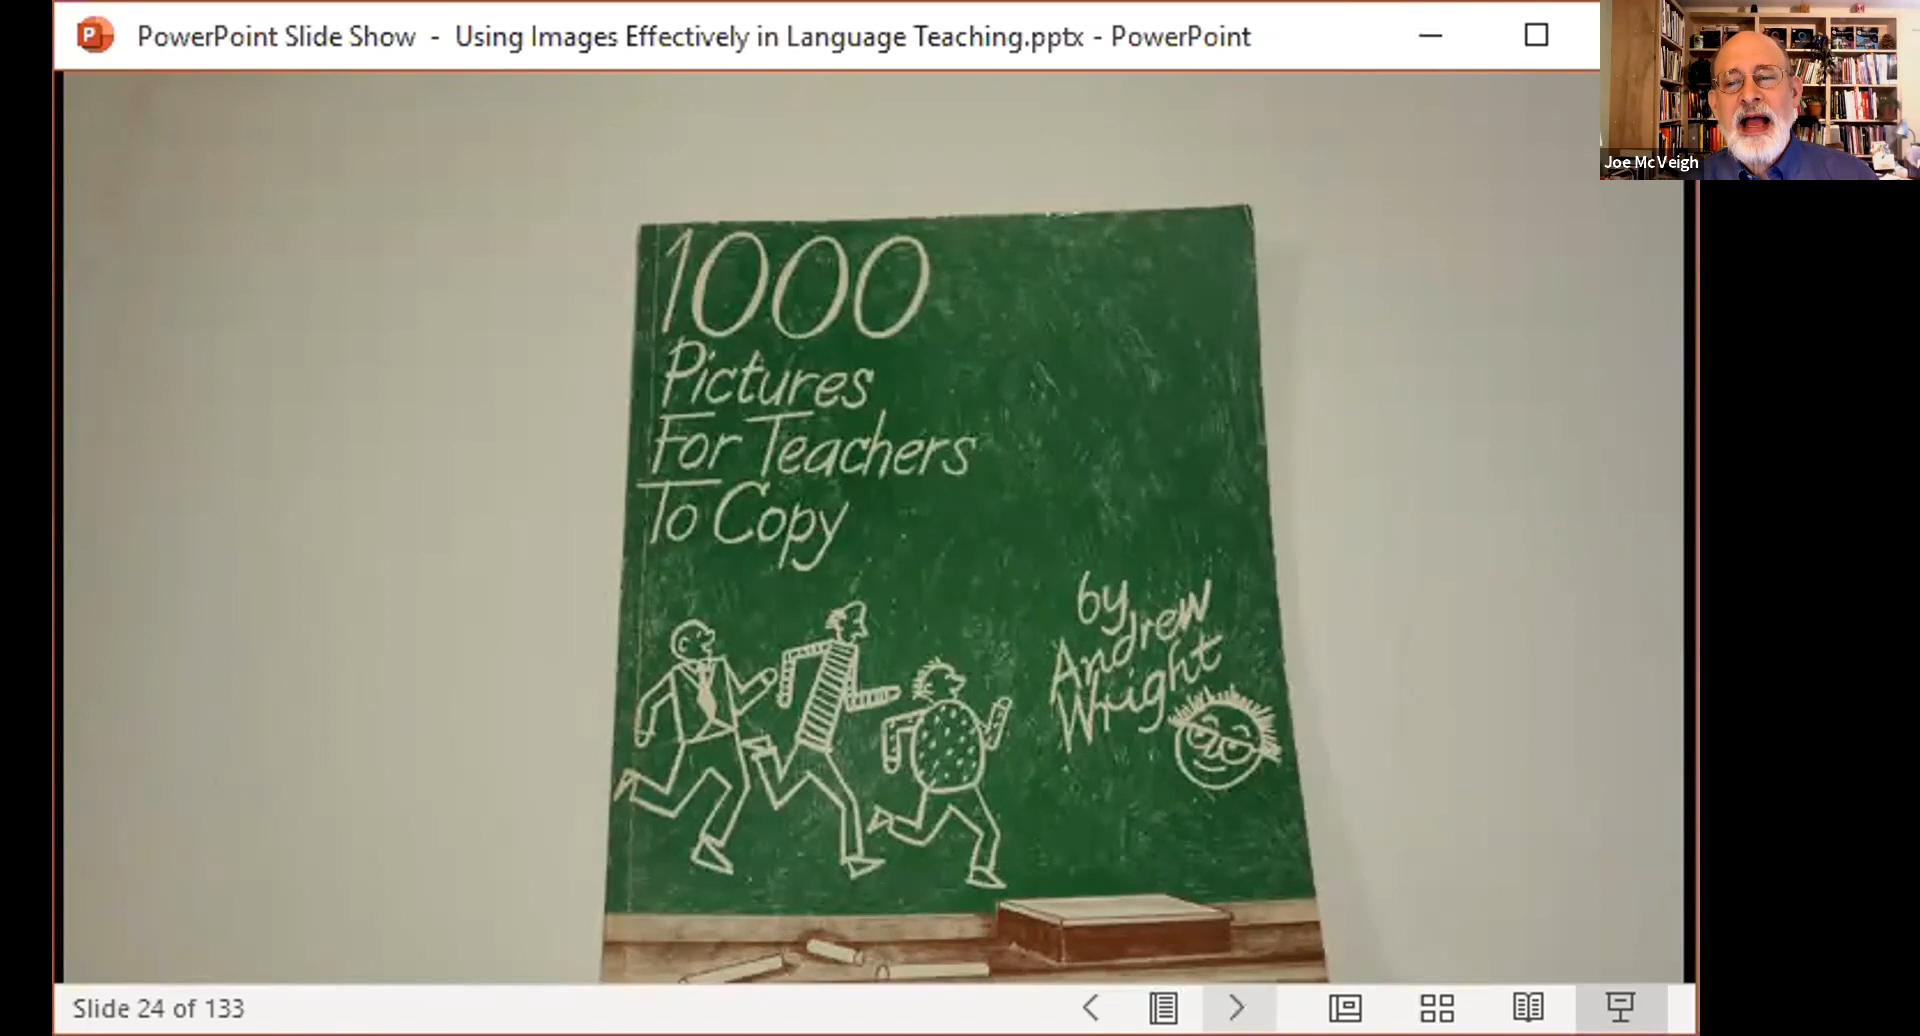 PowerPoint Slide Show - Using Images Effectively in Language Teaching.pptx - PowerPoint
Joe McVeigh
1000
Pictures
For Teachers
To Copy
by
Andrew
Wright
Slide 24 of 133